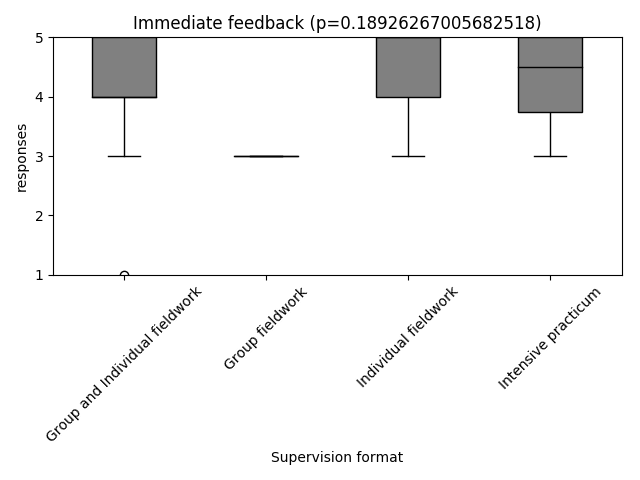 Immediate feedback (p=0.18926267005682518)
5
4
3
2
1
responses
Group and Individual fieldwork
Group fieldwork
Individual fieldwork
Intensive practicum
Supervision format